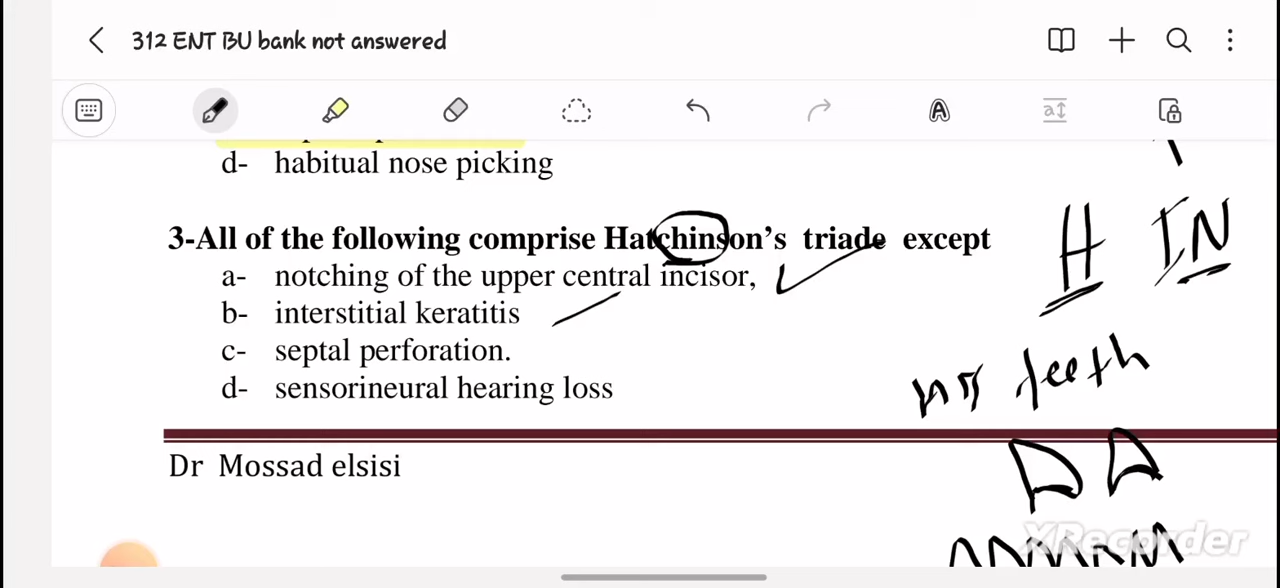 312 ENT BU bank not answered
d- habitual nose picking
3-All of the following comprise Hatchinson's triade except
a- notching of the upper central incisor,
b- interstitial keratitis
c- septal perforation.
d- sensorineural hearing loss
H IN
teeth
Dr Mossad elsisi
XRecorder